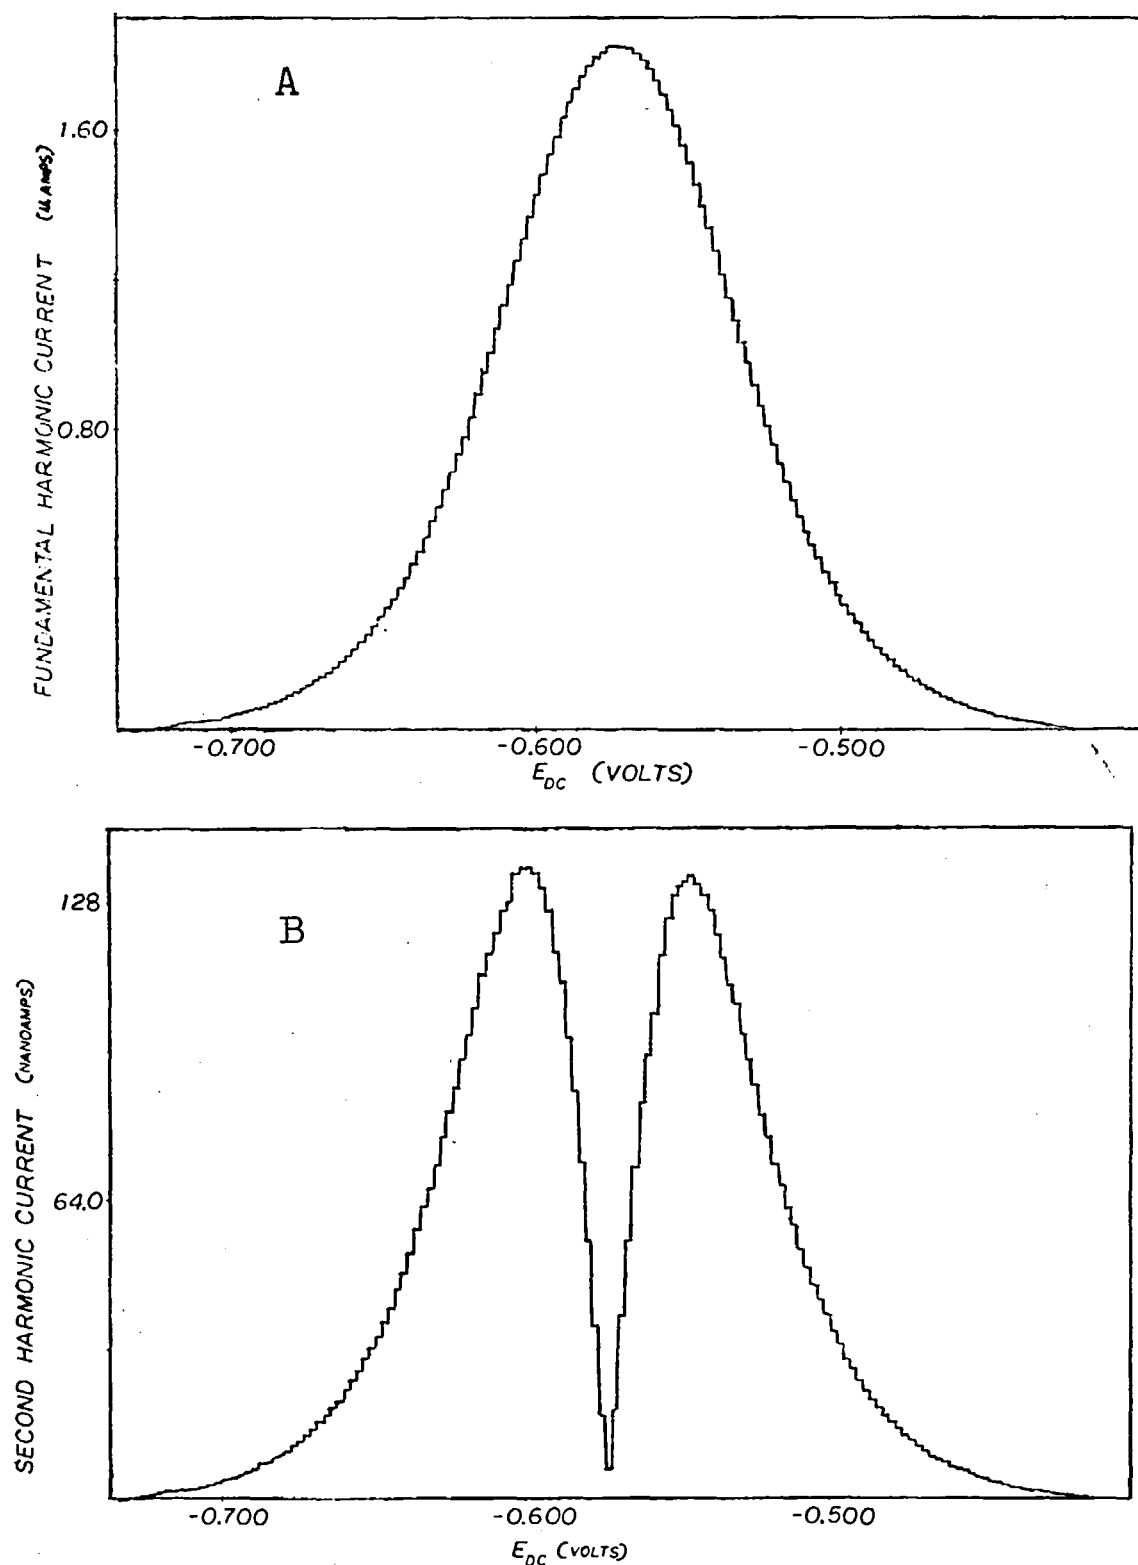 A
1.60
0.80
FUNDAMENTAL HARMONIC CURRENT (µAMPS)
-0.700 -0.600 -0.500
E_DC (VOLTS)
B
128
64.0
SECOND HARMONIC CURRENT (NANOAMPS)
-0.700 -0.600 -0.500
E_DC (VOLTS)